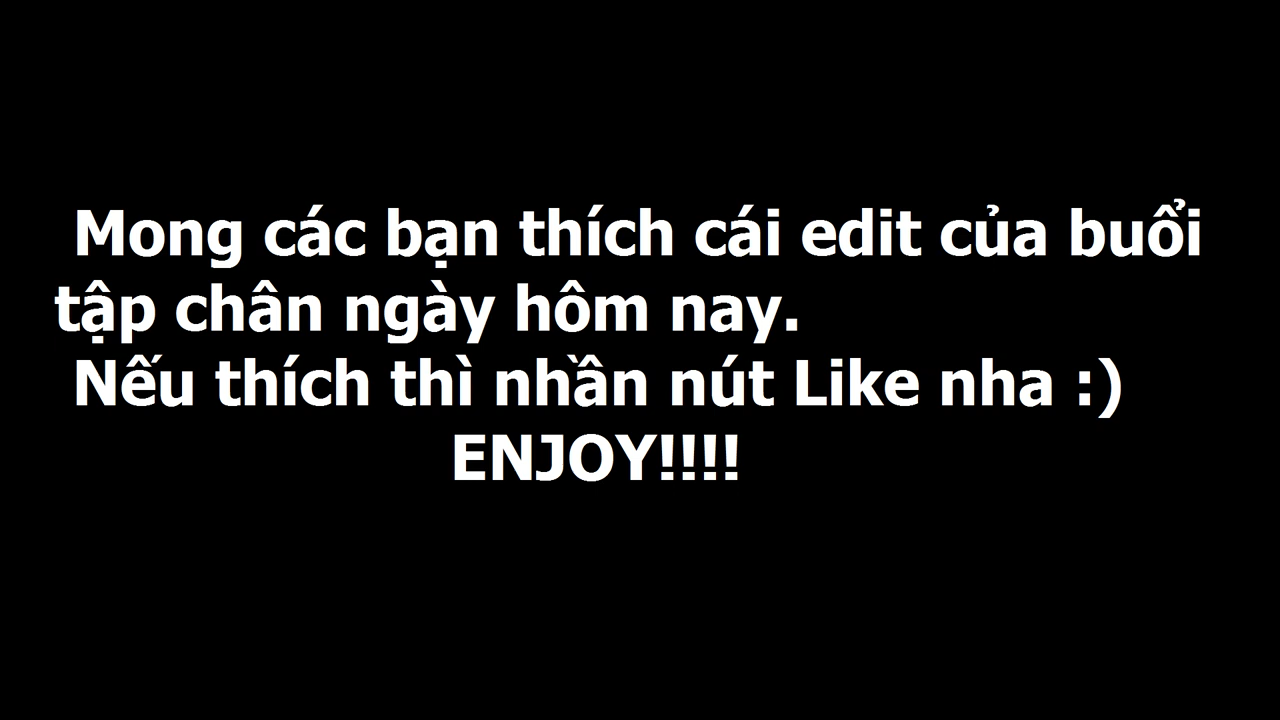 Mong các bạn thích cái edit của buổi
tập chân ngày hôm nay.
Nếu thích thì nhần nút Like nha :)
ENJOY!!!!